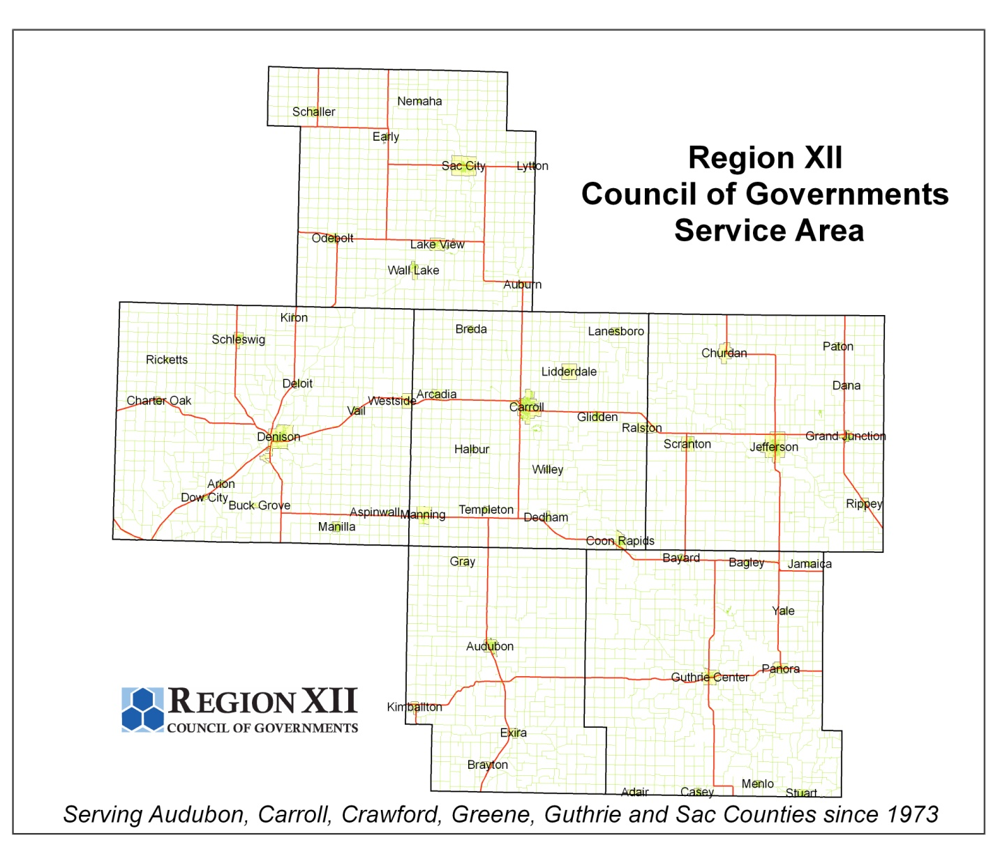 Nemaha
Schaller
Early
Region XII
Council of Governments
Service Area
Sac City
Lytton
Odebolt
Lake View
Wall Lake
Auburn
Kiron
Breda
Lanesboro
Schleswig
Paton
Churdan
Ricketts
Lidderdale
Deloit
Dana
Charter Oak
Westside
Arcadia
Carroll
Vail
Glidden
Ralston
Denison
Scranton
Jefferson
Grand Junction
Halbur
Willey
Arion
Dow City
Buck Grove
Rippey
Aspinwall
Manning
Templeton
Dedham
Manilla
Coon Rapids
Gray
Bayard
Bagley
Jamaica
Yale
Audubon
Guthrie Center
Panora
REGION XII
COUNCIL OF GOVERNMENTS
Kimballton
Exira
Brayton
Adair
Casey
Menlo
Stuart
Serving Audubon, Carroll, Crawford, Greene, Guthrie and Sac Counties since 1973